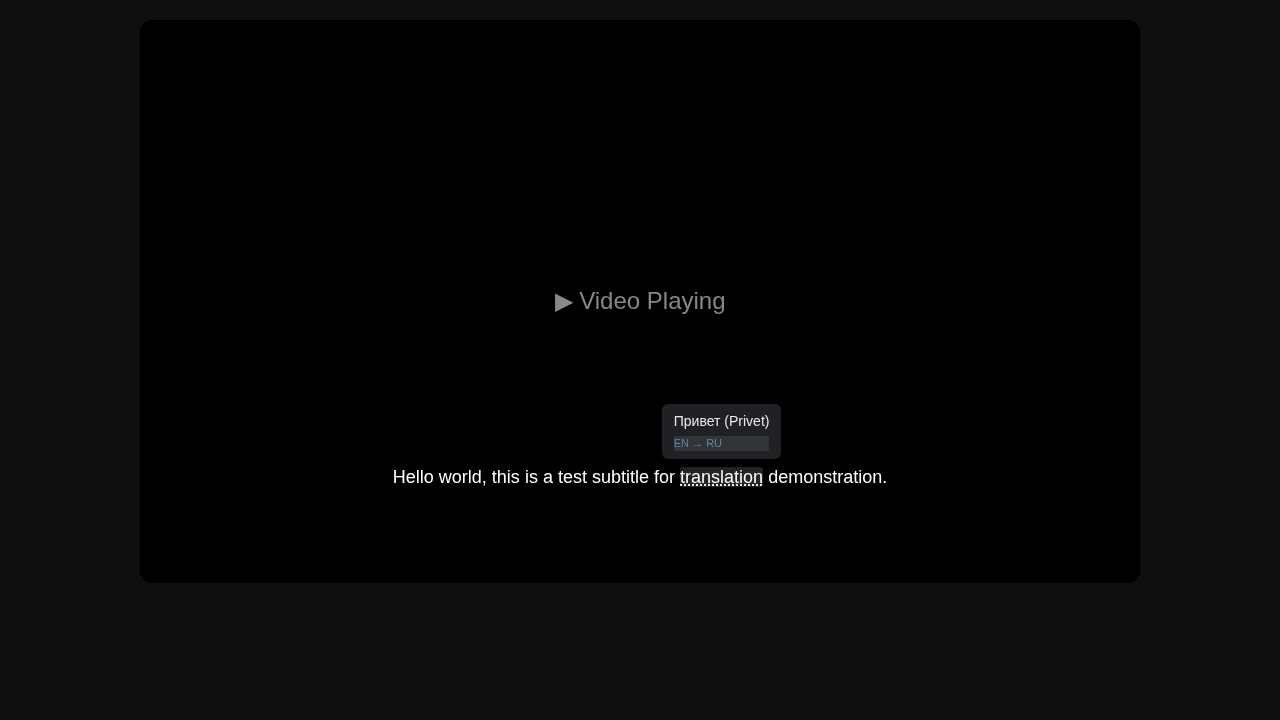 ▶ Video Playing
Привет (Privet)
EN → RU
Hello world, this is a test subtitle for translation demonstration.